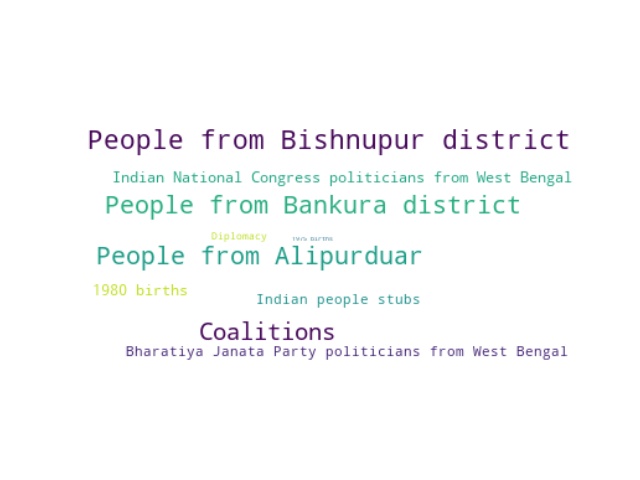 People from Bishnupur district
Indian National Congress politicians from West Bengal
People from Bankura district
Diplomacy
births
People from Alipurduar
1980 births
Indian people stubs
Coalitions
Bharatiya Janata Party politicians from West Bengal